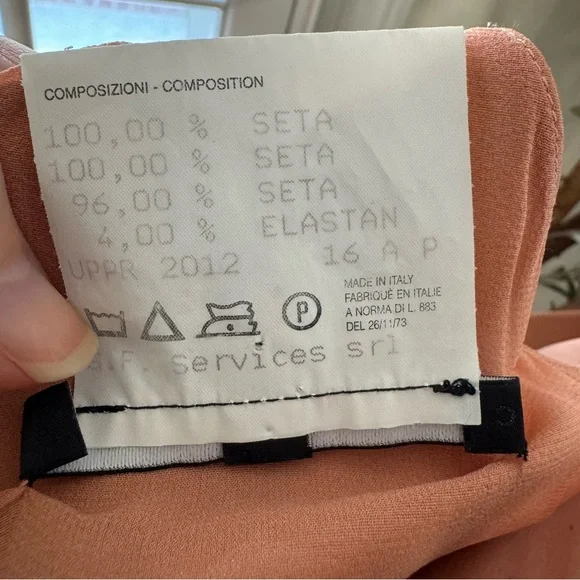 COMPOSIZIONI - COMPOSITION
100,00 % SETA
100,00 % SETA
96,00 % SETA
4,00 % ELASTAN
UPPR 2012 16 A P
MADE IN ITALY
FABRIQUÉ EN ITALIE
A NORMA DI L. 883
DEL 26/11/73
P
.F. Services srl